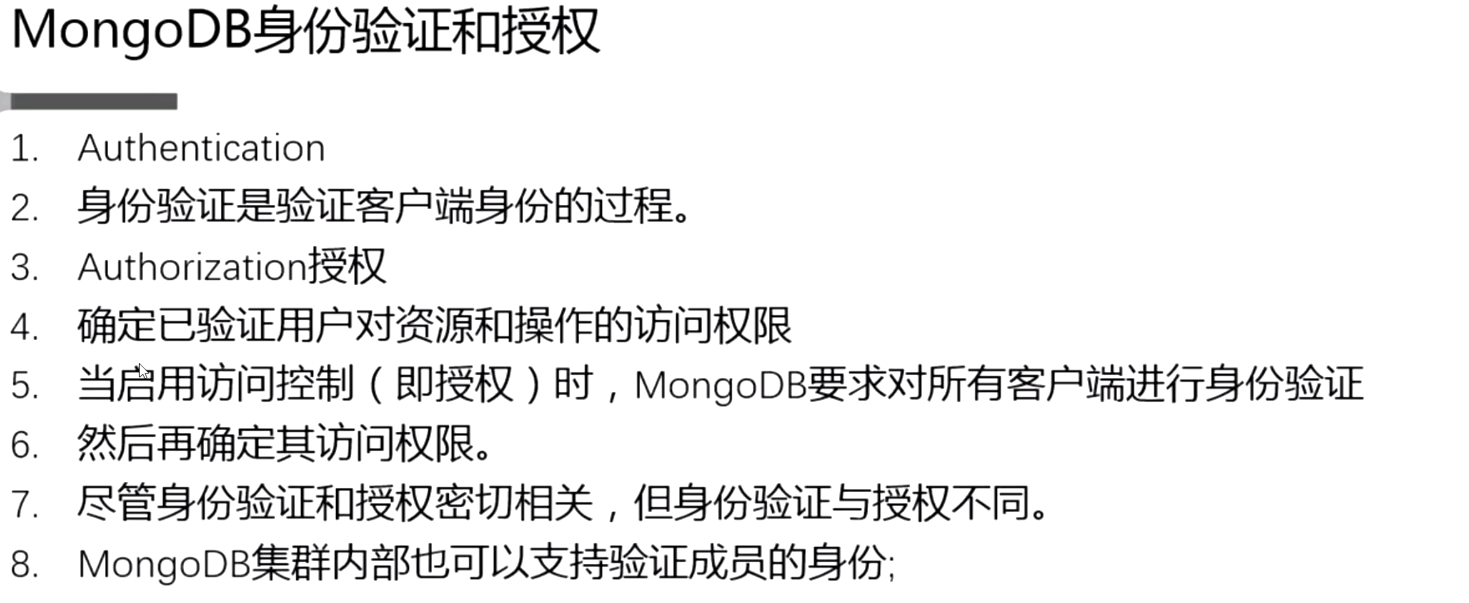 MongoDB身份验证和授权
1. Authentication
2. 身份验证是验证客户端身份的过程。
3. Authorization授权
4. 确定已验证用户对资源和操作的访问权限
5. 当启用访问控制（即授权）时，MongoDB要求对所有客户端进行身份验证
6. 然后再确定其访问权限。
7. 尽管身份验证和授权密切相关，但身份验证与授权不同。
8. MongoDB集群内部也可以支持验证成员的身份;